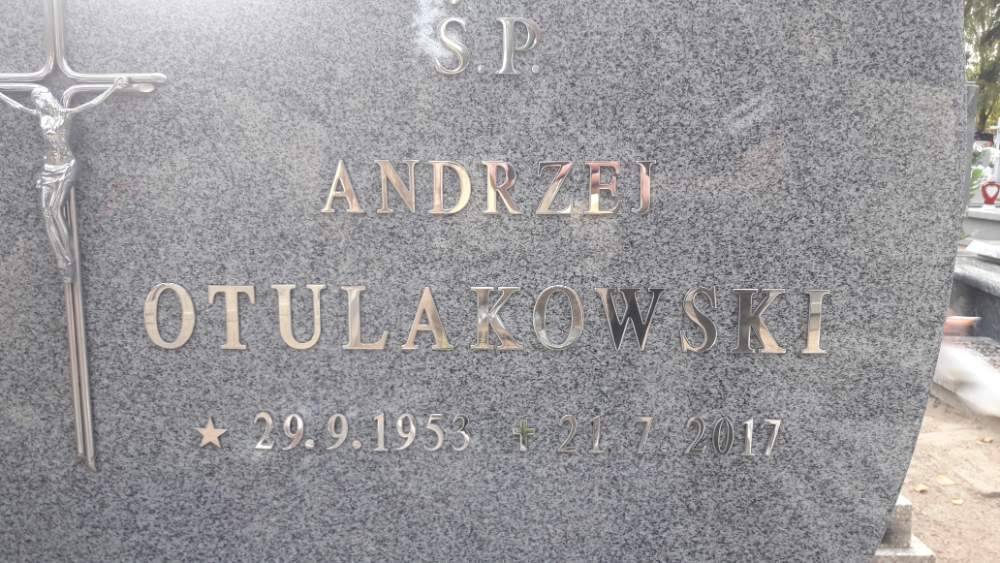 Ś.P.
ANDRZEJ
OTULAKOWSKI
★ 29.9.1953 ✝ 21.7.2017